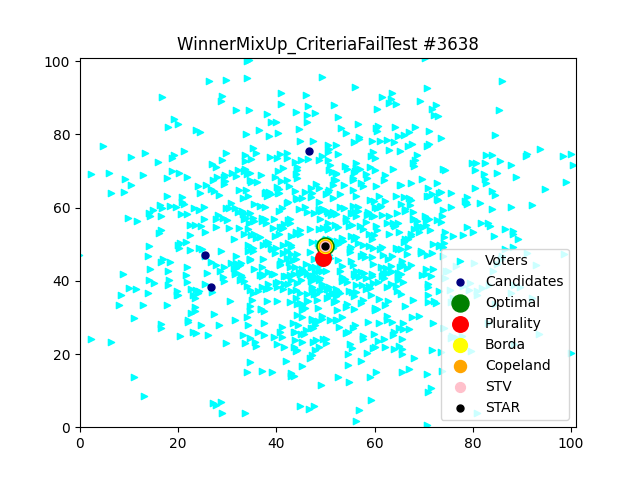 WinnerMixUp_CriteriaFailTest #3638
100
80
60
40
20
0
0 20 40 60 80 100
Voters
Candidates
Optimal
Plurality
Borda
Copeland
STV
STAR